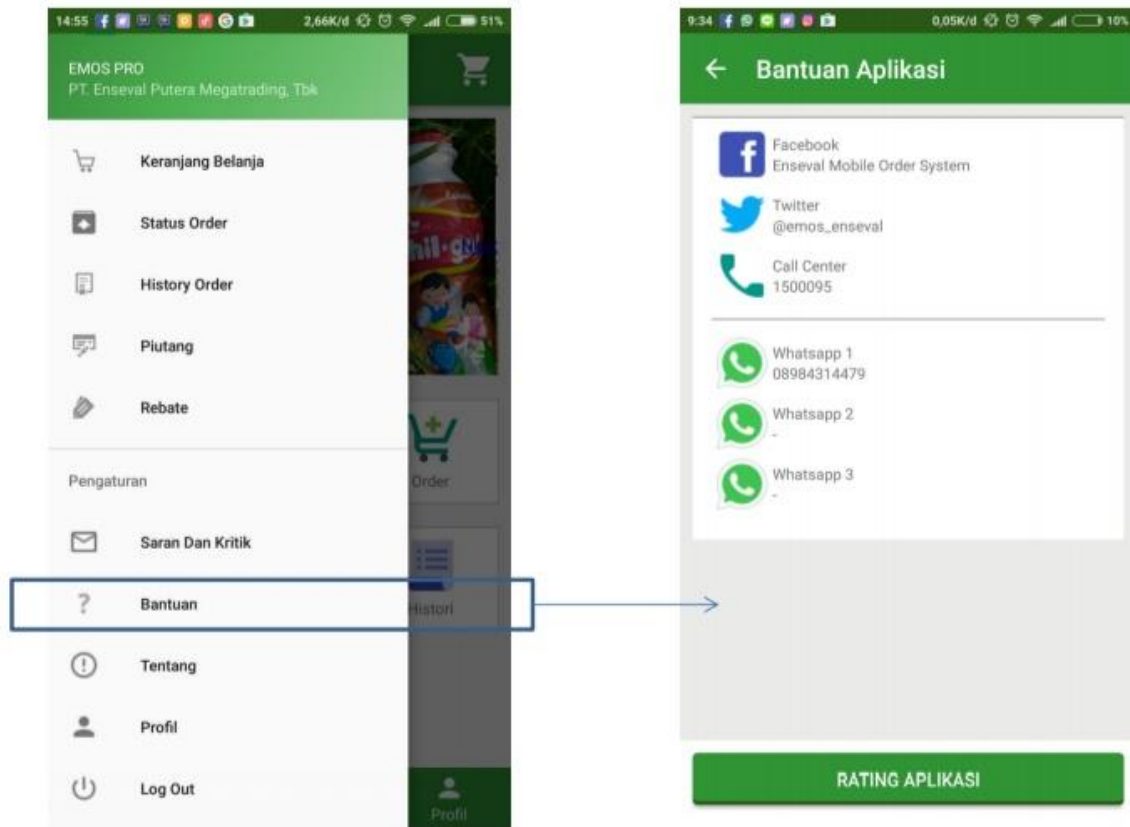 14:55
2,66K/d
51%
EMOS PRO
PT. Enseval Putera Megatrading, Tbk
Keranjang Belanja
Status Order
History Order
Piutang
Rebate
Pengaturan
Saran Dan Kritik
Bantuan
Tentang
Profil
Log Out
Order
Histori
Profil
9:34
0,05K/d
10%
Bantuan Aplikasi
Facebook
Enseval Mobile Order System
Twitter
@emos_enseval
Call Center
1500095
Whatsapp 1
08984314479
Whatsapp 2
-
Whatsapp 3
-
RATING APLIKASI